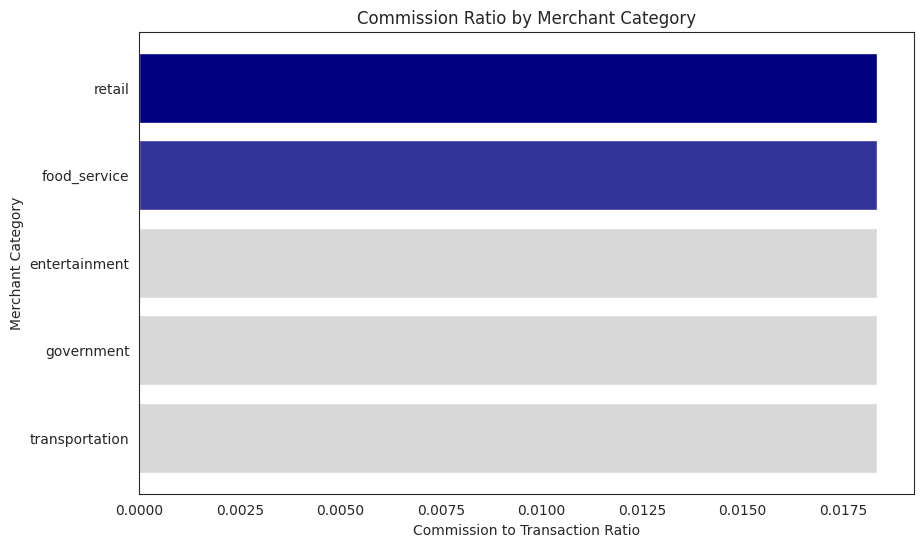 Commission Ratio by Merchant Category
Merchant Category
retail
food_service
entertainment
government
transportation
0.0000 0.0025 0.0050 0.0075 0.0100 0.0125 0.0150 0.0175
Commission to Transaction Ratio